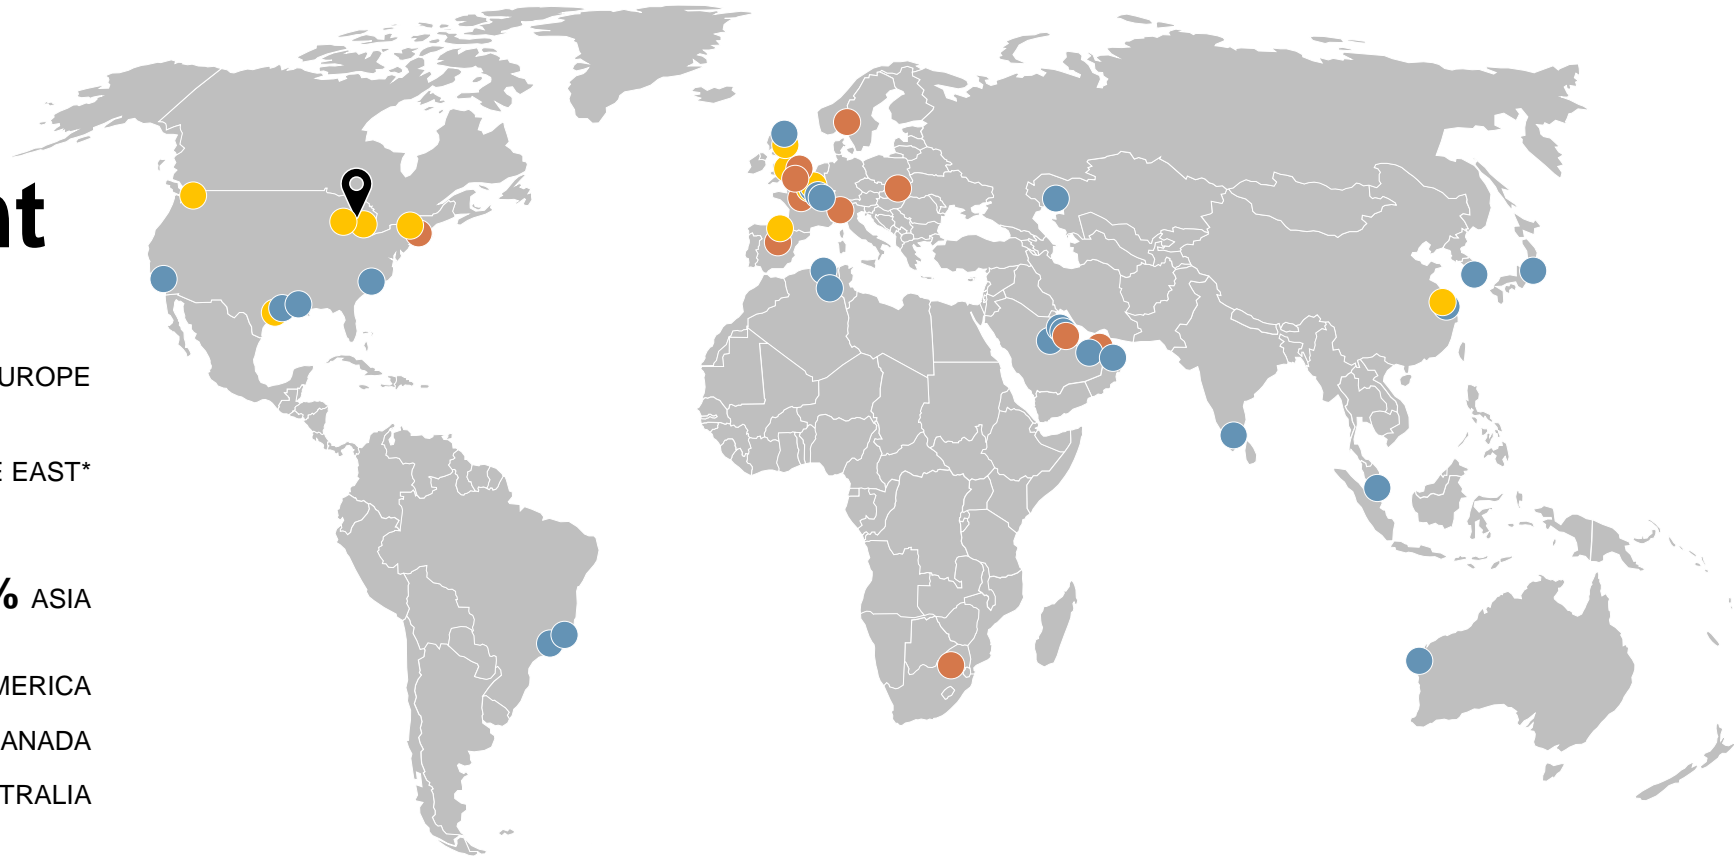 nt
UROPE
E EAST*
% ASIA
MERICA
ANADA
TRALIA